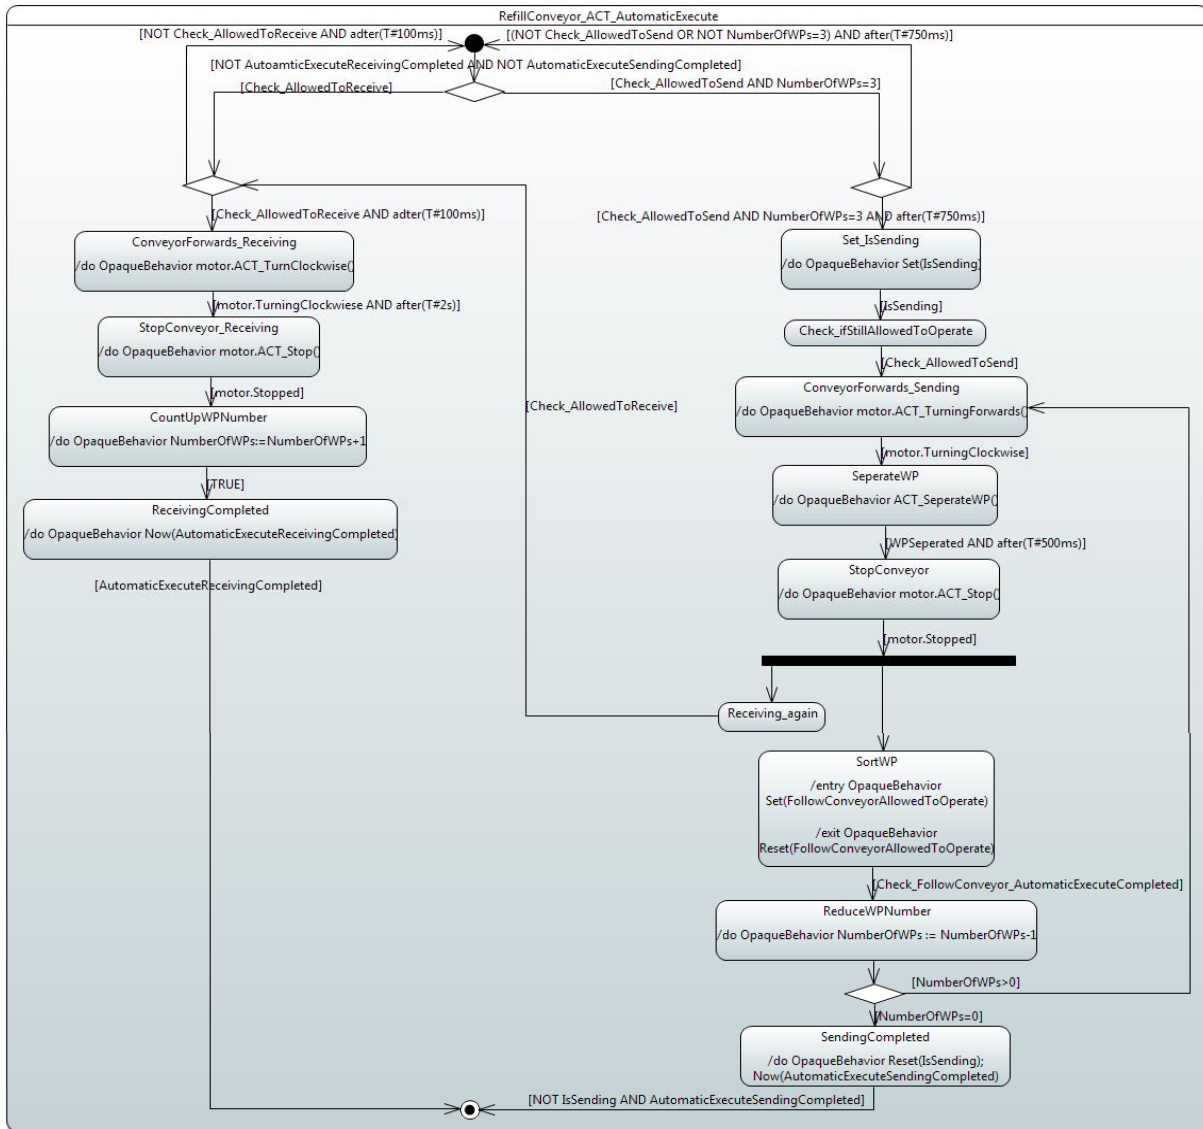 RefillConveyor_ACT_AutomaticExecute
[NOT Check_AllowedToReceive AND adter(T#100ms)]
[(NOT Check_AllowedToSend OR NOT NumberOfWPs=3) AND after(T#750ms)]
[NOT AutoamticExecuteReceivingCompleted AND NOT AutomaticExecuteSendingCompleted]
[Check_AllowedToReceive]
[Check_AllowedToSend AND NumberOfWPs=3]
[Check_AllowedToReceive AND adter(T#100ms)]
[Check_AllowedToSend AND NumberOfWPs=3 AND after(T#750ms)]
ConveyorForwards_Receiving
/do OpaqueBehavior motor.ACT_TurnClockwise()
[motor.TurningClockwiese AND after(T#2s)]
StopConveyor_Receiving
/do OpaqueBehavior motor.ACT_Stop()
[motor.Stopped]
CountUpWPNumber
/do OpaqueBehavior NumberOfWPs:=NumberOfWPs+1
[TRUE]
ReceivingCompleted
/do OpaqueBehavior Now(AutomaticExecuteReceivingCompleted)
[AutomaticExecuteReceivingCompleted]
Set_IsSending
/do OpaqueBehavior Set(IsSending)
[IsSending]
Check_ifStillAllowedToOperate
[Check_AllowedToSend]
ConveyorForwards_Sending
/do OpaqueBehavior motor.ACT_TurningForwards()
[Check_AllowedToReceive]
[motor.TurningClockwise]
SeperateWP
/do OpaqueBehavior ACT_SeperateWP()
[WPSeperated AND after(T#500ms)]
StopConveyor
/do OpaqueBehavior motor.ACT_Stop()
[motor.Stopped]
Receiving_again
SortWP
/entry OpaqueBehavior
Set(FollowConveyorAllowedToOperate)
/exit OpaqueBehavior
Reset(FollowConveyorAllowedToOperate)
[Check_FollowConveyor_AutomaticExecuteCompleted]
ReduceWPNumber
/do OpaqueBehavior NumberOfWPs := NumberOfWPs-1
[NumberOfWPs>0]
[NumberOfWPs=0]
SendingCompleted
/do OpaqueBehavior Reset(IsSending);
Now(AutomaticExecuteSendingCompleted)
[NOT IsSending AND AutomaticExecuteSendingCompleted]